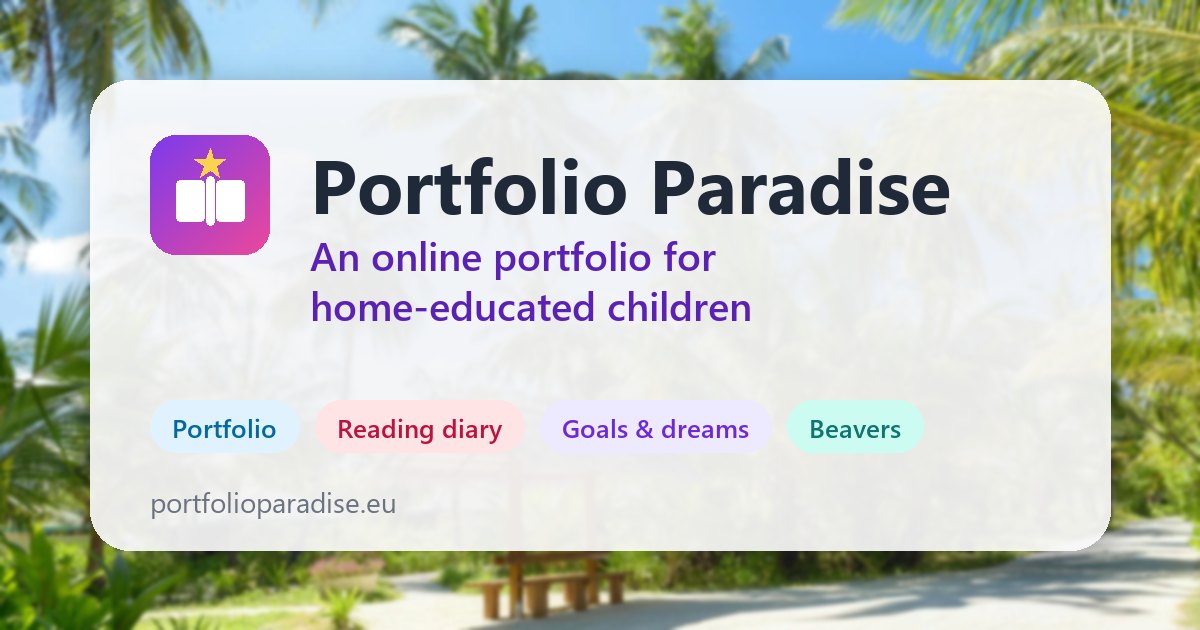 Portfolio Paradise
An online portfolio for
home-educated children
Portfolio
Reading diary
Goals & dreams
Beavers
portfolioparadise.eu